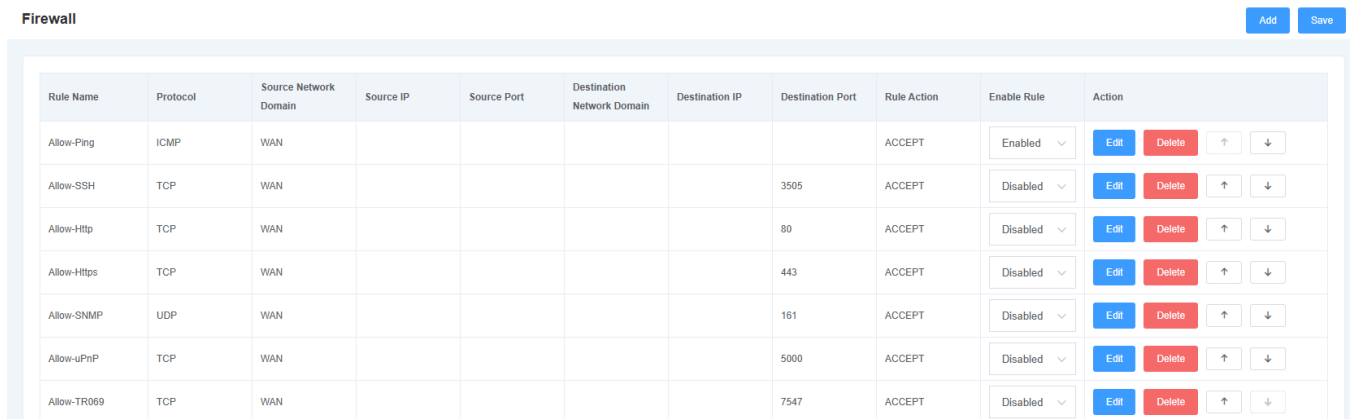 Firewall Add Save
Rule Name Protocol Source Network Domain Source IP Source Port Destination Network Domain Destination IP Destination Port Rule Action Enable Rule Action
Allow-Ping ICMP WAN ACCEPT Enabled Edit Delete ↑ ↓
Allow-SSH TCP WAN 3505 ACCEPT Disabled Edit Delete ↑ ↓
Allow-Http TCP WAN 80 ACCEPT Disabled Edit Delete ↑ ↓
Allow-Https TCP WAN 443 ACCEPT Disabled Edit Delete ↑ ↓
Allow-SNMP UDP WAN 161 ACCEPT Disabled Edit Delete ↑ ↓
Allow-uPnP TCP WAN 5000 ACCEPT Disabled Edit Delete ↑ ↓
Allow-TR069 TCP WAN 7547 ACCEPT Disabled Edit Delete ↑ ↓